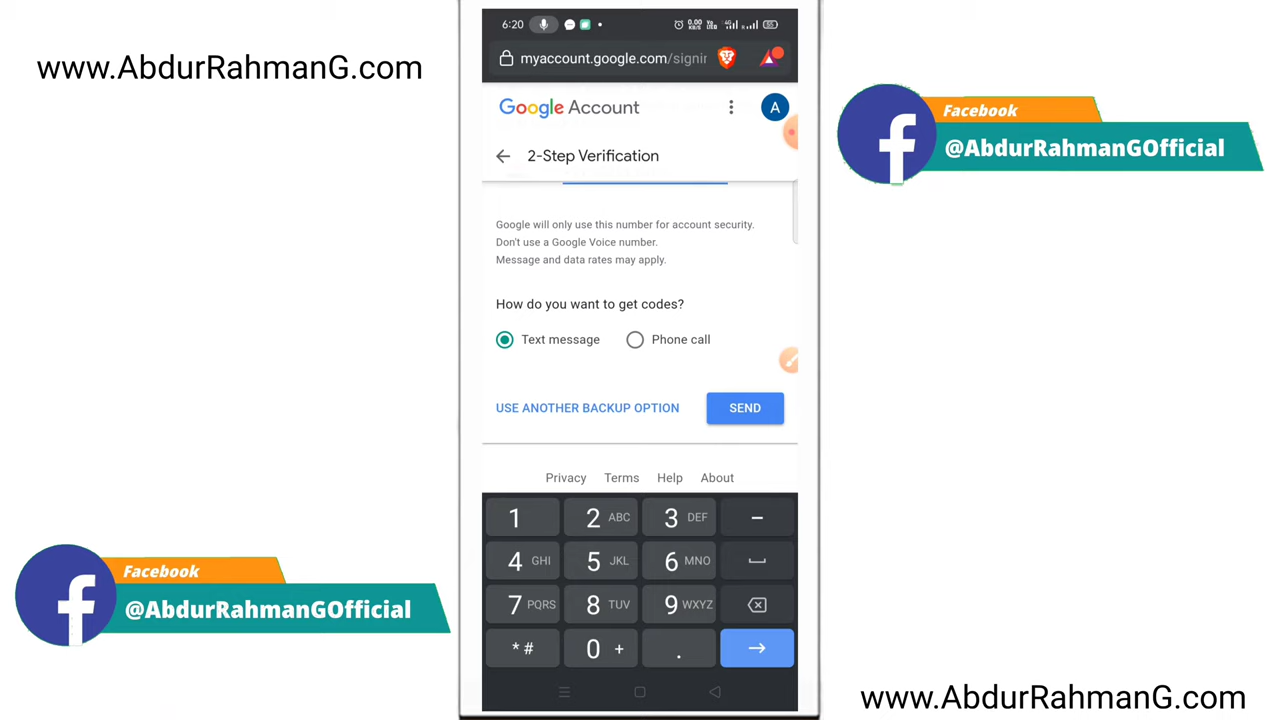 www.AbdurRahmanG.com
Facebook
@AbdurRahmanGOfficial
6:20
myaccount.google.com/signin
Google Account
A
2-Step Verification
Google will only use this number for account security.
Don't use a Google Voice number.
Message and data rates may apply.
How do you want to get codes?
Text message Phone call
USE ANOTHER BACKUP OPTION SEND
Privacy Terms Help About
1 2 ABC 3 DEF –
4 GHI 5 JKL 6 MNO
7 PQRS 8 TUV 9 WXYZ
* # 0 + .
Facebook
@AbdurRahmanGOfficial
www.AbdurRahmanG.com